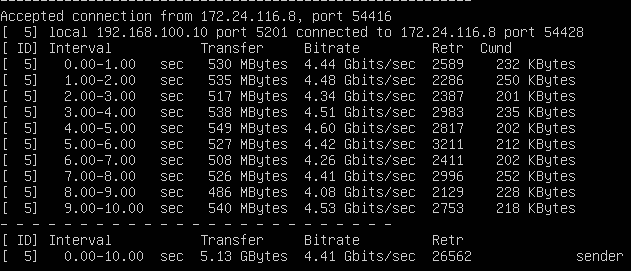 -----------------------------------------------------------
Accepted connection from 172.24.116.8, port 54416
[  5] local 192.168.100.10 port 5201 connected to 172.24.116.8 port 54428
[ ID] Interval           Transfer     Bitrate         Retr  Cwnd
[  5]   0.00-1.00   sec   530 MBytes  4.44 Gbits/sec  2589    232 KBytes
[  5]   1.00-2.00   sec   535 MBytes  4.48 Gbits/sec  2286    250 KBytes
[  5]   2.00-3.00   sec   517 MBytes  4.34 Gbits/sec  2387    201 KBytes
[  5]   3.00-4.00   sec   538 MBytes  4.51 Gbits/sec  2983    235 KBytes
[  5]   4.00-5.00   sec   549 MBytes  4.60 Gbits/sec  2817    202 KBytes
[  5]   5.00-6.00   sec   527 MBytes  4.42 Gbits/sec  3211    212 KBytes
[  5]   6.00-7.00   sec   508 MBytes  4.26 Gbits/sec  2411    202 KBytes
[  5]   7.00-8.00   sec   526 MBytes  4.41 Gbits/sec  2996    252 KBytes
[  5]   8.00-9.00   sec   486 MBytes  4.08 Gbits/sec  2129    228 KBytes
[  5]   9.00-10.00  sec   540 MBytes  4.53 Gbits/sec  2753    218 KBytes
- - - - - - - - - - - - - - - - - - - - - - - - -
[ ID] Interval           Transfer     Bitrate         Retr
[  5]   0.00-10.00  sec  5.13 GBytes  4.41 Gbits/sec  26562             sender